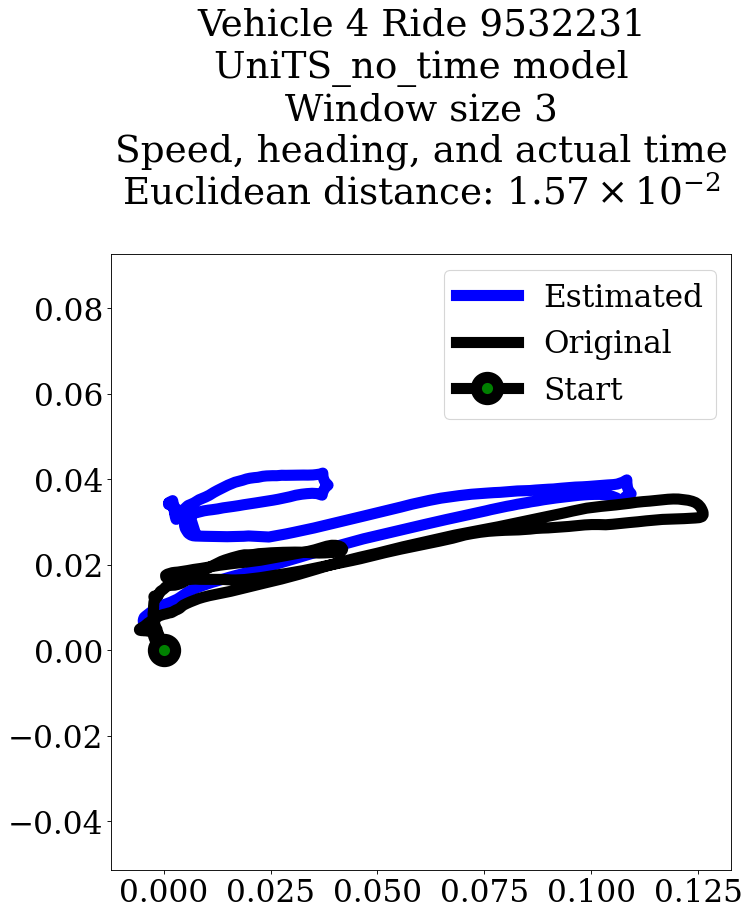 Vehicle 4 Ride 9532231
UniTS_no_time model
Window size 3
Speed, heading, and actual time
Euclidean distance: 1.57 × 10⁻²
Estimated
Original
Start
0.08
0.06
0.04
0.02
0.00
−0.02
−0.04
0.000 0.025 0.050 0.075 0.100 0.125